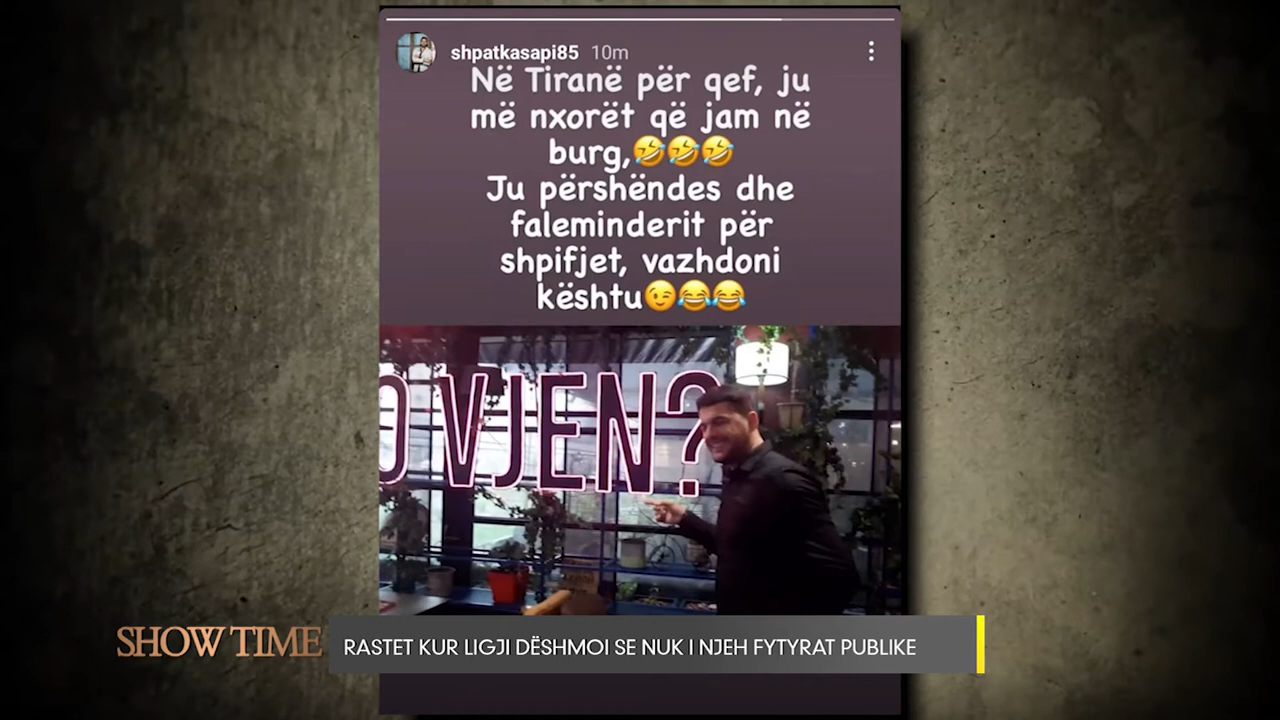 shpatkasapi85 10m
Në Tiranë për qef, ju
më nxorët që jam në
burg,🤣🤣🤣
Ju përshëndes dhe
faleminderit për
shpifjet, vazhdoni
kështu😉😂😂
O VJEN?
SHOW TIME
RASTET KUR LIGJI DËSHMOI SE NUK I NJEH FYTYRAT PUBLIKE